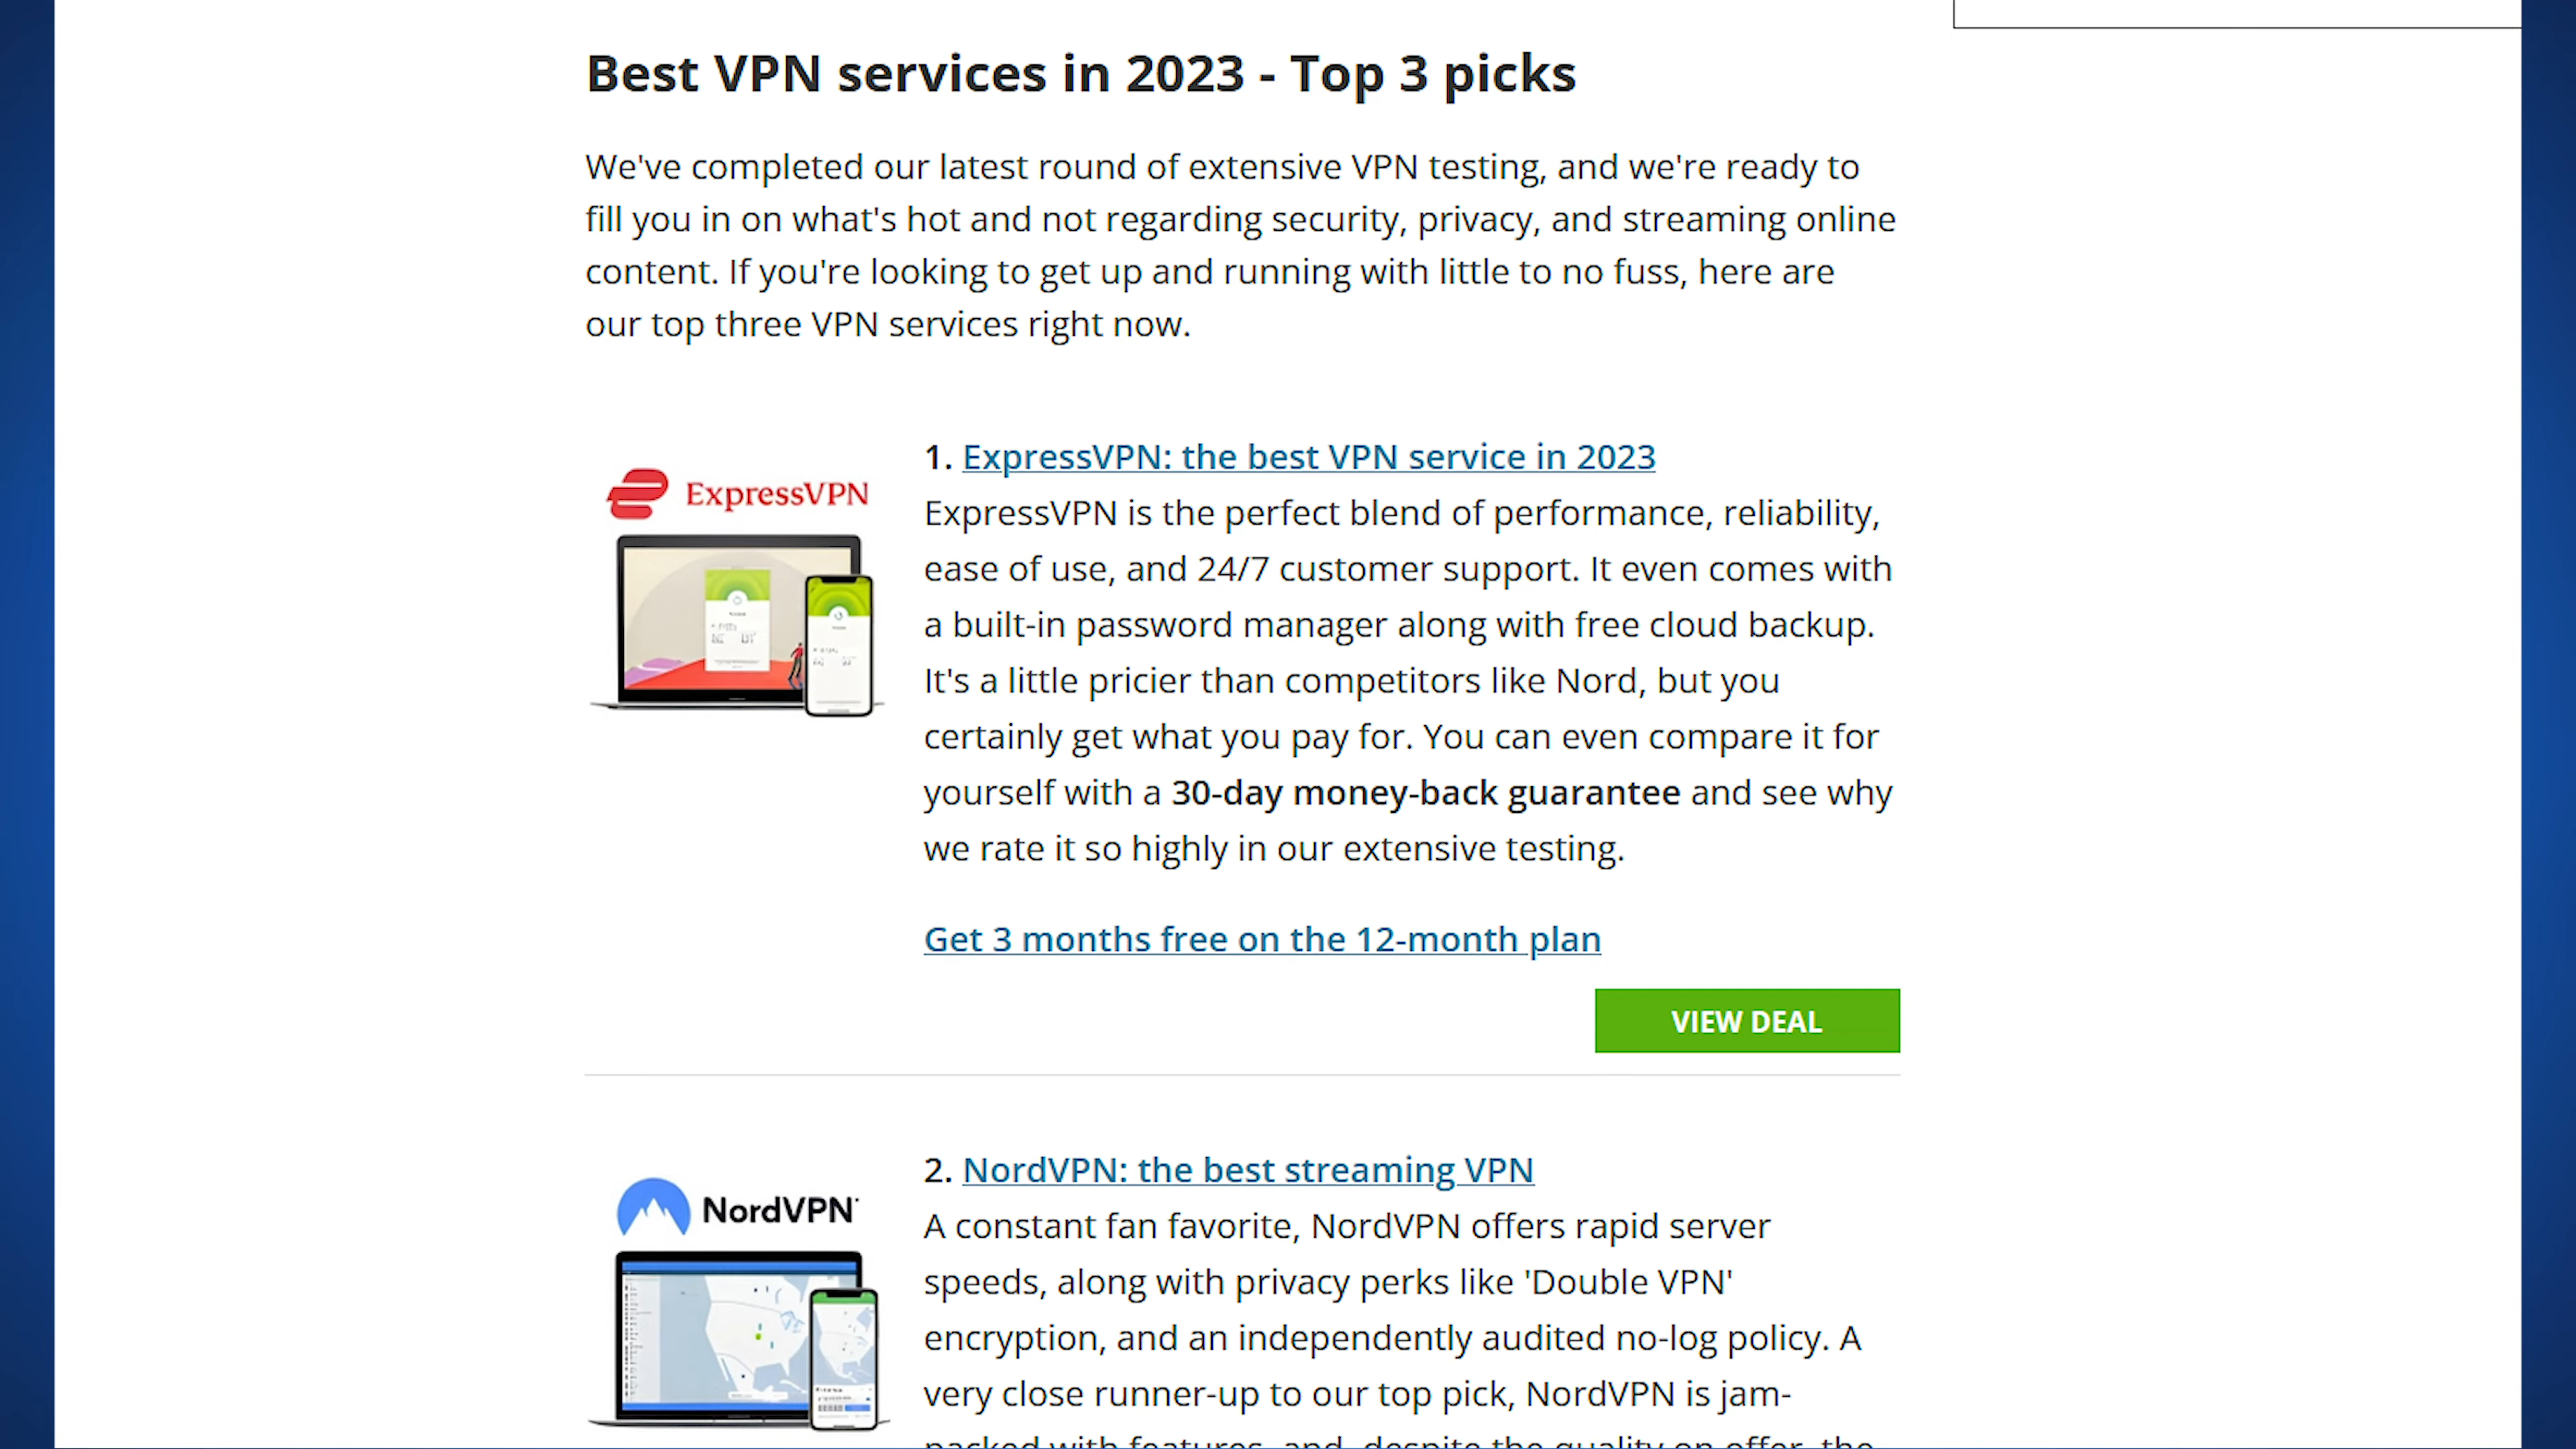 Best VPN services in 2023 - Top 3 picks
We've completed our latest round of extensive VPN testing, and we're ready to
fill you in on what's hot and not regarding security, privacy, and streaming online
content. If you're looking to get up and running with little to no fuss, here are
our top three VPN services right now.
ExpressVPN
1. ExpressVPN: the best VPN service in 2023
ExpressVPN is the perfect blend of performance, reliability,
ease of use, and 24/7 customer support. It even comes with
a built-in password manager along with free cloud backup.
It's a little pricier than competitors like Nord, but you
certainly get what you pay for. You can even compare it for
yourself with a 30-day money-back guarantee and see why
we rate it so highly in our extensive testing.
Get 3 months free on the 12-month plan
VIEW DEAL
NordVPN
2. NordVPN: the best streaming VPN
A constant fan favorite, NordVPN offers rapid server
speeds, along with privacy perks like 'Double VPN'
encryption, and an independently audited no-log policy. A
very close runner-up to our top pick, NordVPN is jam-
packed with features, and, despite the quality on offer, the